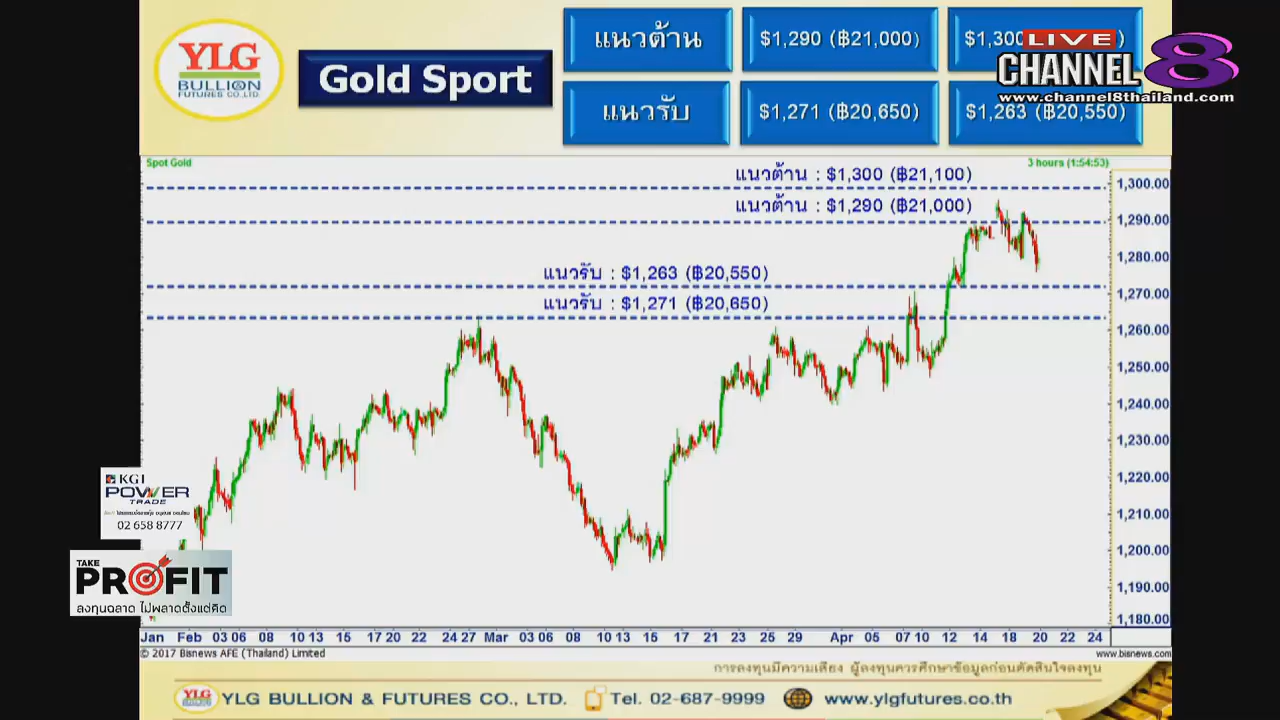 YLG
BULLION
FUTURES CO.,LTD.
Gold Sport
แนวต้าน
$1,290 (฿21,000)
$1,300
)
แนวรับ
$1,271 (฿20,650)
$1,263 (฿20,550)
LIVE
CHANNEL 8
www.channel8thailand.com
Spot Gold
3 hours (1:54:53)
แนวต้าน : $1,300 (฿21,100)
แนวต้าน : $1,290 (฿21,000)
แนวรับ : $1,263 (฿20,550)
แนวรับ : $1,271 (฿20,650)
1,300.00
1,290.00
1,280.00
1,270.00
1,260.00
1,250.00
1,240.00
1,230.00
1,220.00
1,210.00
1,200.00
1,190.00
1,180.00
KGI
POWER
TRADE
02 658 8777
TAKE
PROFIT
ลงทุนฉลาด ไม่พลาดตั้งแต่คิด
Jan Feb 03 06 08 10 13 15 17 20 22 24 27 Mar 03 06 08 10 13 15 17 21 23 25 29 Apr 05 07 10 12 14 18 20 22 24
© 2017 Bisnews AFE (Thailand) Limited
www.bisnews.com
การลงทุนมีความเสี่ยง ผู้ลงทุนควรศึกษาข้อมูลก่อนตัดสินใจลงทุน
YLG BULLION & FUTURES CO., LTD. Tel. 02-687-9999 www.ylgfutures.co.th